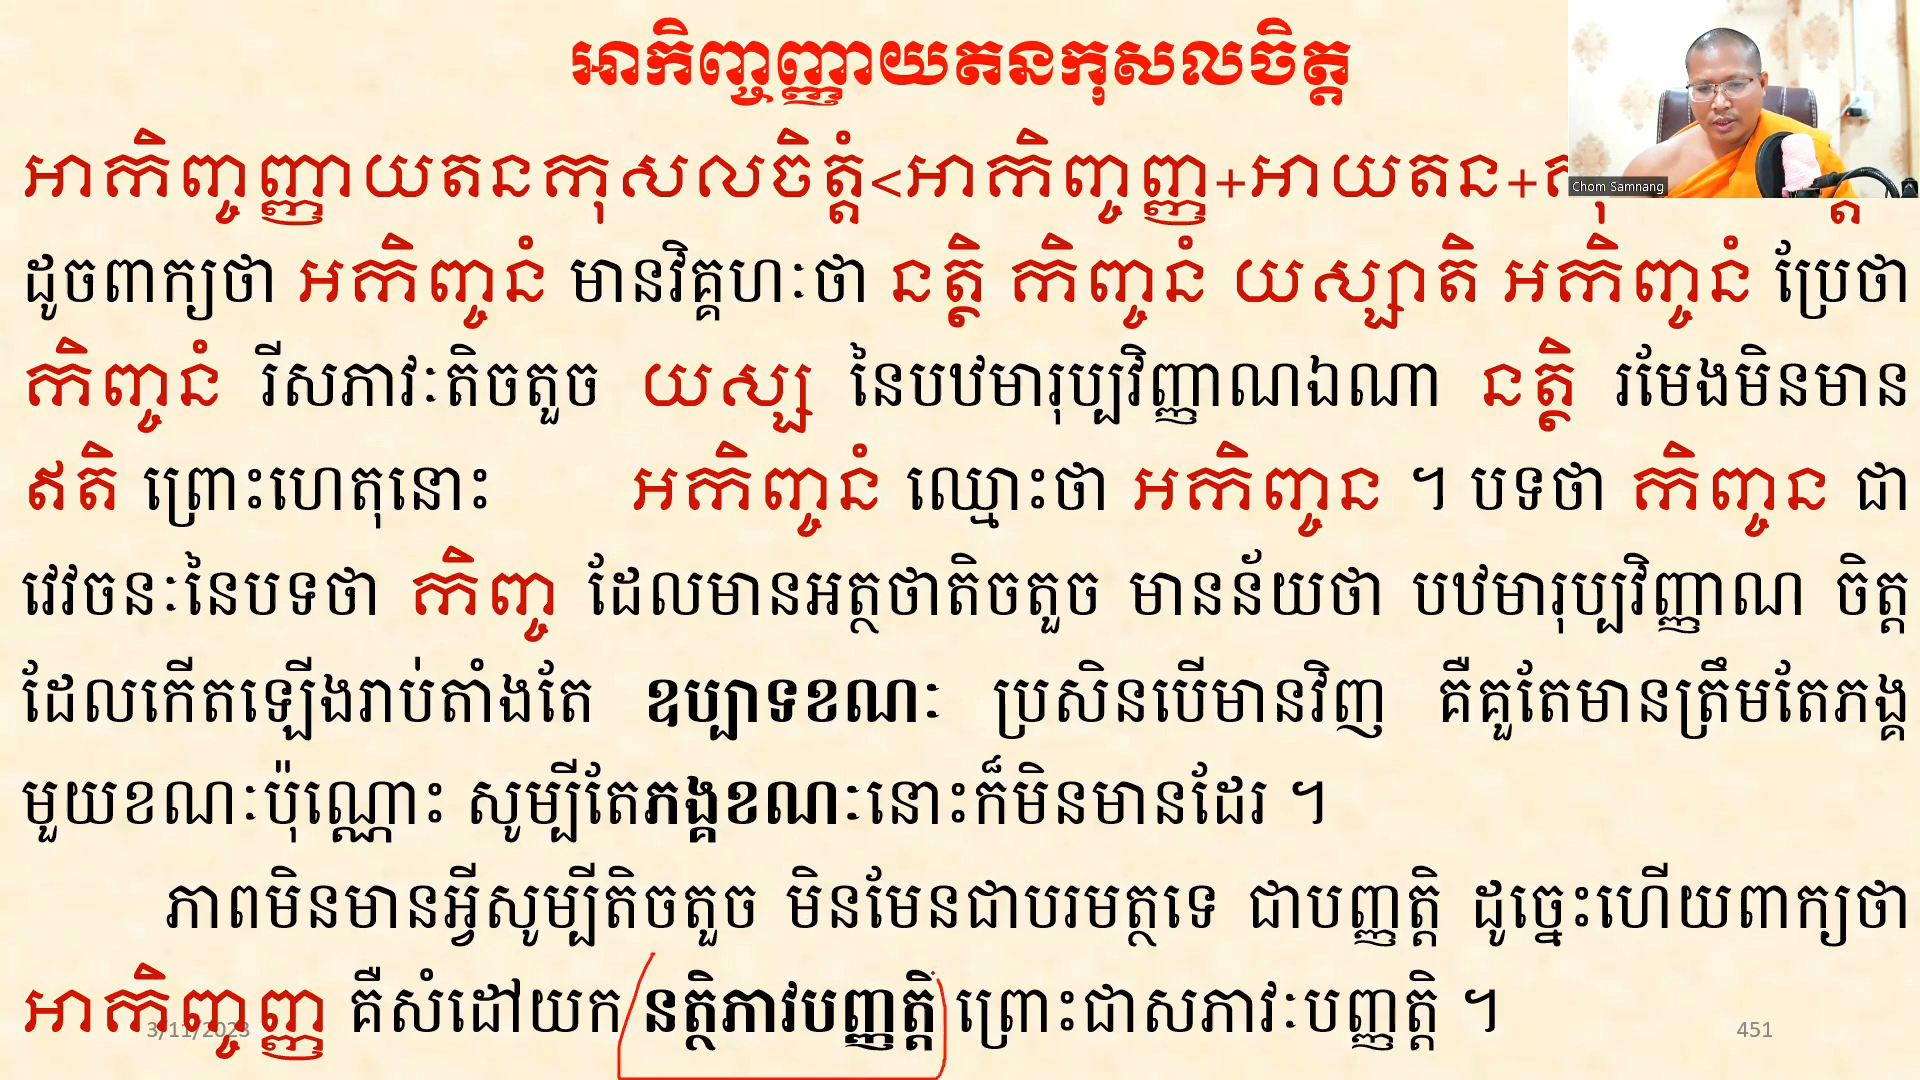 អាកិញ្ចញ្ញាយតនកុសលចិត្ត
Chom Samnang
អាកិញ្ចញ្ញាយតនកុសលចិត្តំ<អាកិញ្ចញ្ញ+អាយតន+
ដូចពាក្យថា អកិញ្ចនំ មានវិគ្គហៈថា នត្ថិ កិញ្ចនំ យស្សាតិ អកិញ្ចនំ ប្រែថា
កិញ្ចនំ រីសភាវៈតិចតួច យស្ស នៃបឋមារុប្បវិញ្ញាណឯណា នត្ថិ រមែងមិនមាន
ឥតិ ព្រោះហេតុនោះ អកិញ្ចនំ ឈ្មោះថា អកិញ្ចន ។ បទថា កិញ្ចន ជា
វេវចនៈនៃបទថា កិញ្ច ដែលមានអត្ថថាតិចតួច មានន័យថា បឋមារុប្បវិញ្ញាណ ចិត្ត
ដែលកើតឡើងរាប់តាំងតែ ឧប្បាទខណៈ ប្រសិនបើមានវិញ គឺគួតែមានត្រឹមតែភង្គ
មួយខណៈប៉ុណ្ណោះ សូម្បីតែភង្គខណៈនោះក៏មិនមានដែរ ។
ភាពមិនមានអ្វីសូម្បីតិចតួច មិនមែនជាបរមត្ថទេ ជាបញ្ញត្តិ ដូច្នេះហើយពាក្យថា
អាកិញ្ចញ្ញ គឺសំដៅយក នត្ថិភាវបញ្ញត្តិ ព្រោះជាសភាវៈបញ្ញត្តិ ។
3/11/2023
451